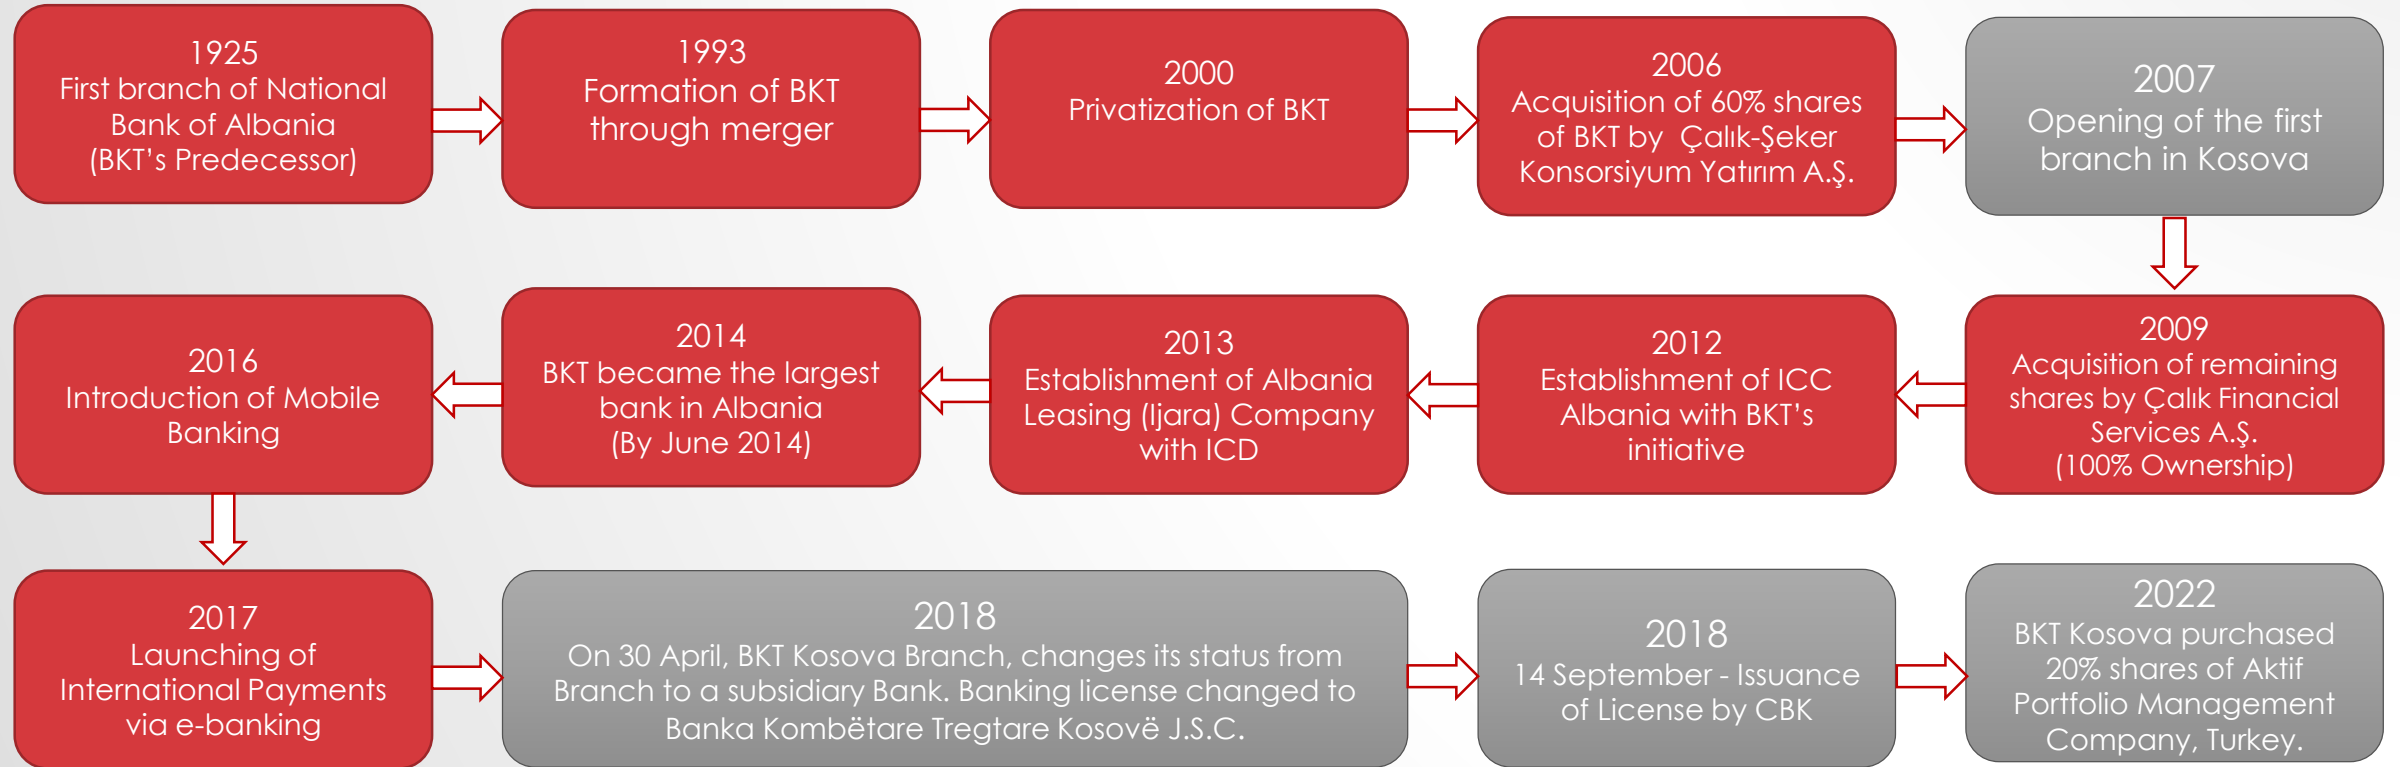 1925
First branch of National
Bank of Albania
(BKT's Predecessor)
1993
Formation of BKT
through merger
2000
Privatization of BKT
2006
Acquisition of 60% shares
of BKT by Çalık-Şeker
Konsorsiyum Yatırım A.Ş.
2007
Opening of the first
branch in Kosova
2009
Acquisition of remaining
shares by Çalık Financial
Services A.Ş.
(100% Ownership)
2012
Establishment of ICC
Albania with BKT's
initiative
2013
Establishment of Albania
Leasing (Ijara) Company
with ICD
2014
BKT became the largest
bank in Albania
(By June 2014)
2016
Introduction of Mobile
Banking
2017
Launching of
International Payments
via e-banking
2018
On 30 April, BKT Kosova Branch, changes its status from
Branch to a subsidiary Bank. Banking license changed to
Banka Kombëtare Tregtare Kosovë J.S.C.
2018
14 September - Issuance
of License by CBK
2022
BKT Kosova purchased
20% shares of Aktif
Portfolio Management
Company, Turkey.